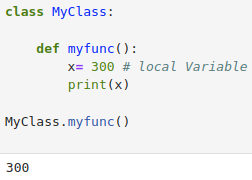 class MyClass:
    def myfunc():
        x= 300 # local Variable
        print(x)
MyClass.myfunc()
300